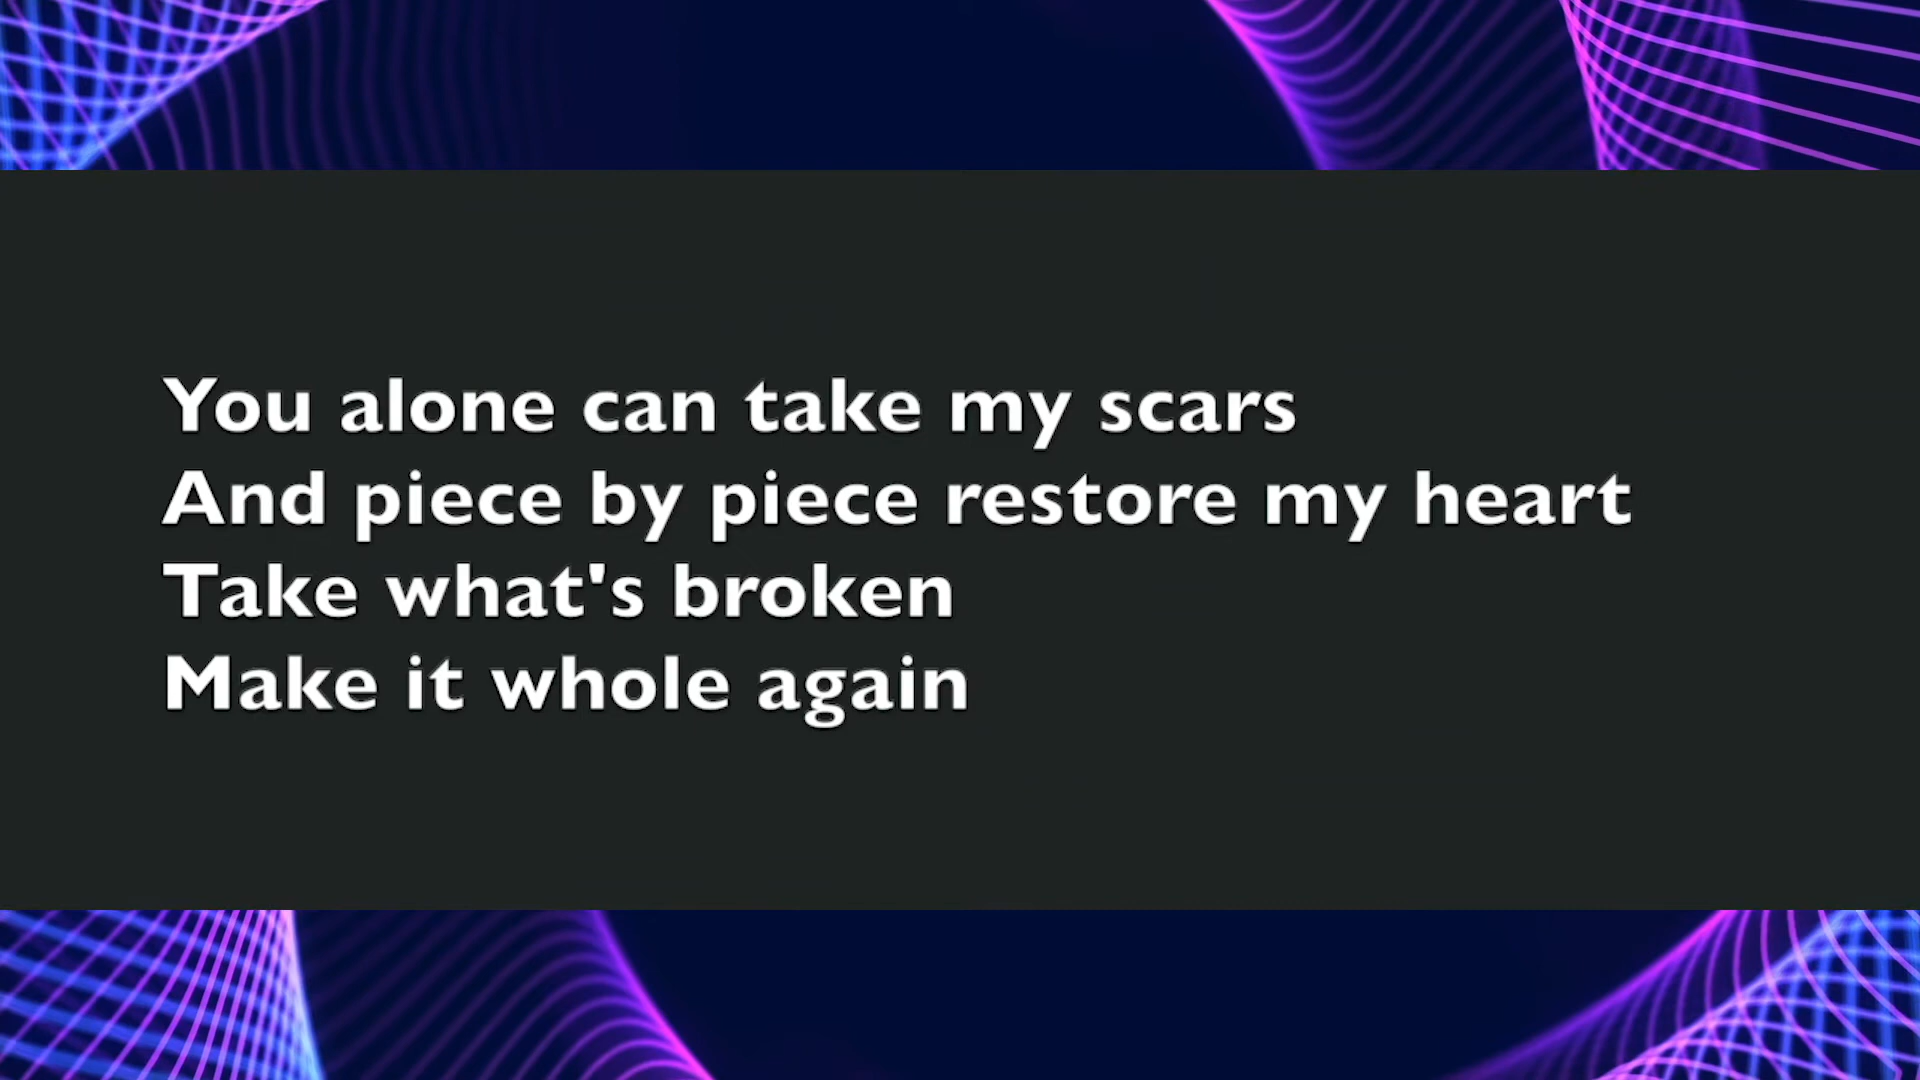 You alone can take my scars
And piece by piece restore my heart
Take what's broken
Make it whole again